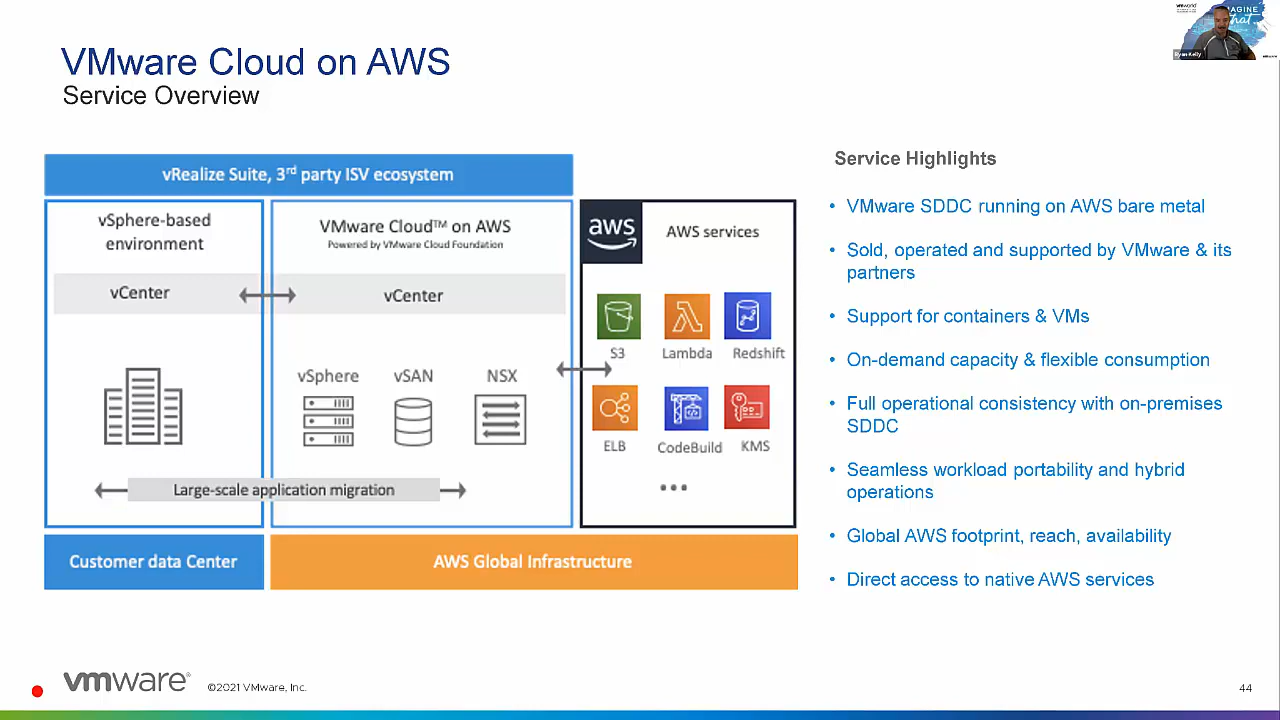 VMware Cloud on AWS
Service Overview
vmworld
IMAGINE
that
Ryan Kelly
vRealize Suite, 3rd party ISV ecosystem
vSphere-based
environment
vCenter
VMware Cloud™ on AWS
Powered by VMware Cloud Foundation
vCenter
vSphere
vSAN
NSX
Large-scale application migration
aws
AWS services
S3
Lambda
Redshift
ELB
CodeBuild
KMS
•••
Customer data Center
AWS Global Infrastructure
Service Highlights
• VMware SDDC running on AWS bare metal
• Sold, operated and supported by VMware & its
partners
• Support for containers & VMs
• On-demand capacity & flexible consumption
• Full operational consistency with on-premises
SDDC
• Seamless workload portability and hybrid
operations
• Global AWS footprint, reach, availability
• Direct access to native AWS services
vmware®
©2021 VMware, Inc.
44